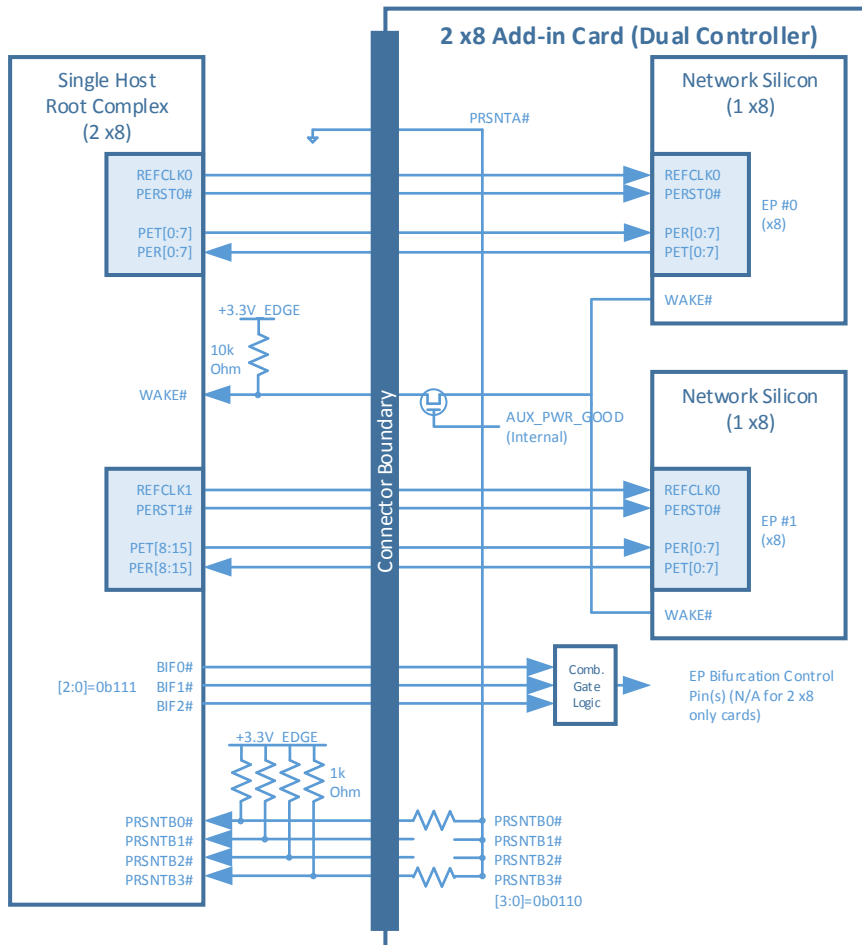 2 x8 Add-in Card (Dual Controller)
Single Host
Root Complex
(2 x8)
Network Silicon
(1 x8)
PRSNTA#
REFCLK0
PERST0#
PET[0:7]
PER[0:7]
REFCLK0
PERST0#
PER[0:7]
PET[0:7]
EP #0
(x8)
WAKE#
+3.3V_EDGE
10k
Ohm
WAKE#
Connector Boundary
AUX_PWR_GOOD
(Internal)
Network Silicon
(1 x8)
REFCLK1
PERST1#
PET[8:15]
PER[8:15]
REFCLK0
PERST0#
PER[0:7]
PET[0:7]
EP #1
(x8)
WAKE#
BIF0#
[2:0]=0b111
BIF1#
BIF2#
Comb.
Gate
Logic
EP Bifurcation Control
Pin(s) (N/A for 2 x8
only cards)
+3.3V_EDGE
1k
Ohm
PRSNTB0#
PRSNTB1#
PRSNTB2#
PRSNTB3#
PRSNTB0#
PRSNTB1#
PRSNTB2#
PRSNTB3#
[3:0]=0b0110